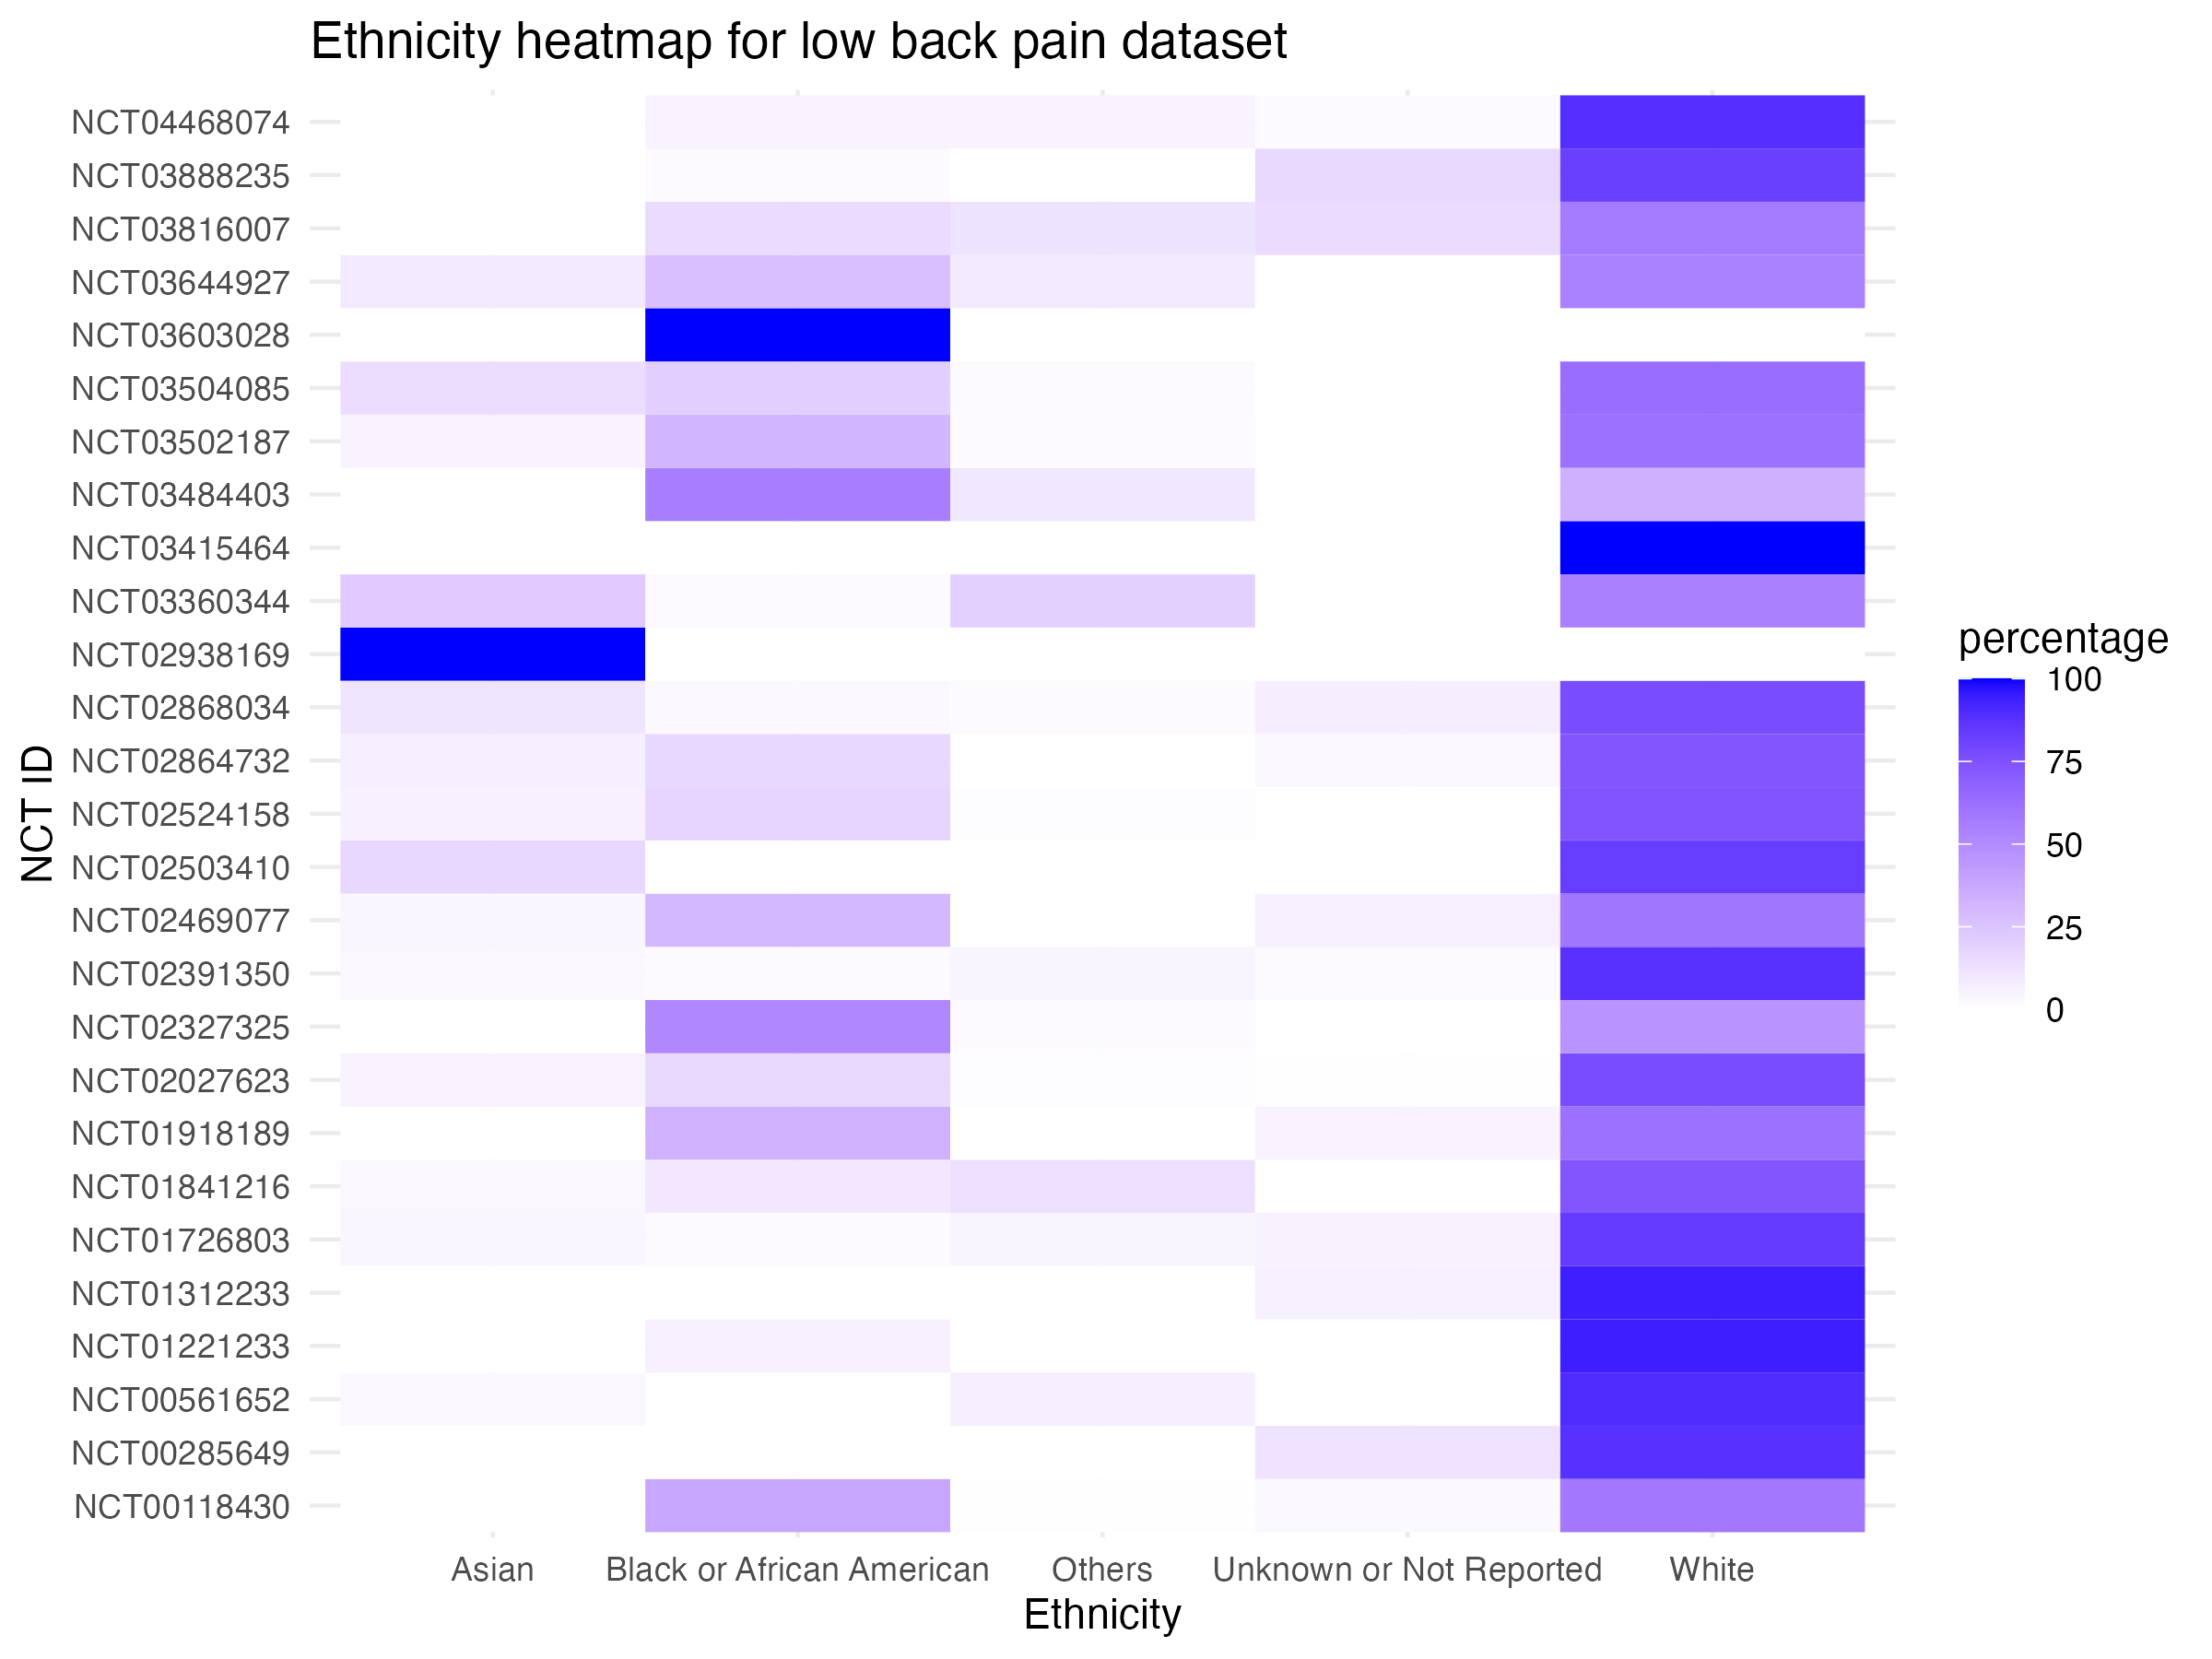 Ethnicity heatmap for low back pain dataset
NCT ID
NCT04468074
NCT03888235
NCT03816007
NCT03644927
NCT03603028
NCT03504085
NCT03502187
NCT03484403
NCT03415464
NCT03360344
NCT02938169
NCT02868034
NCT02864732
NCT02524158
NCT02503410
NCT02469077
NCT02391350
NCT02327325
NCT02027623
NCT01918189
NCT01841216
NCT01726803
NCT01312233
NCT01221233
NCT00561652
NCT00285649
NCT00118430
Asian Black or African American Others Unknown or Not Reported White
Ethnicity
percentage
100
75
50
25
0